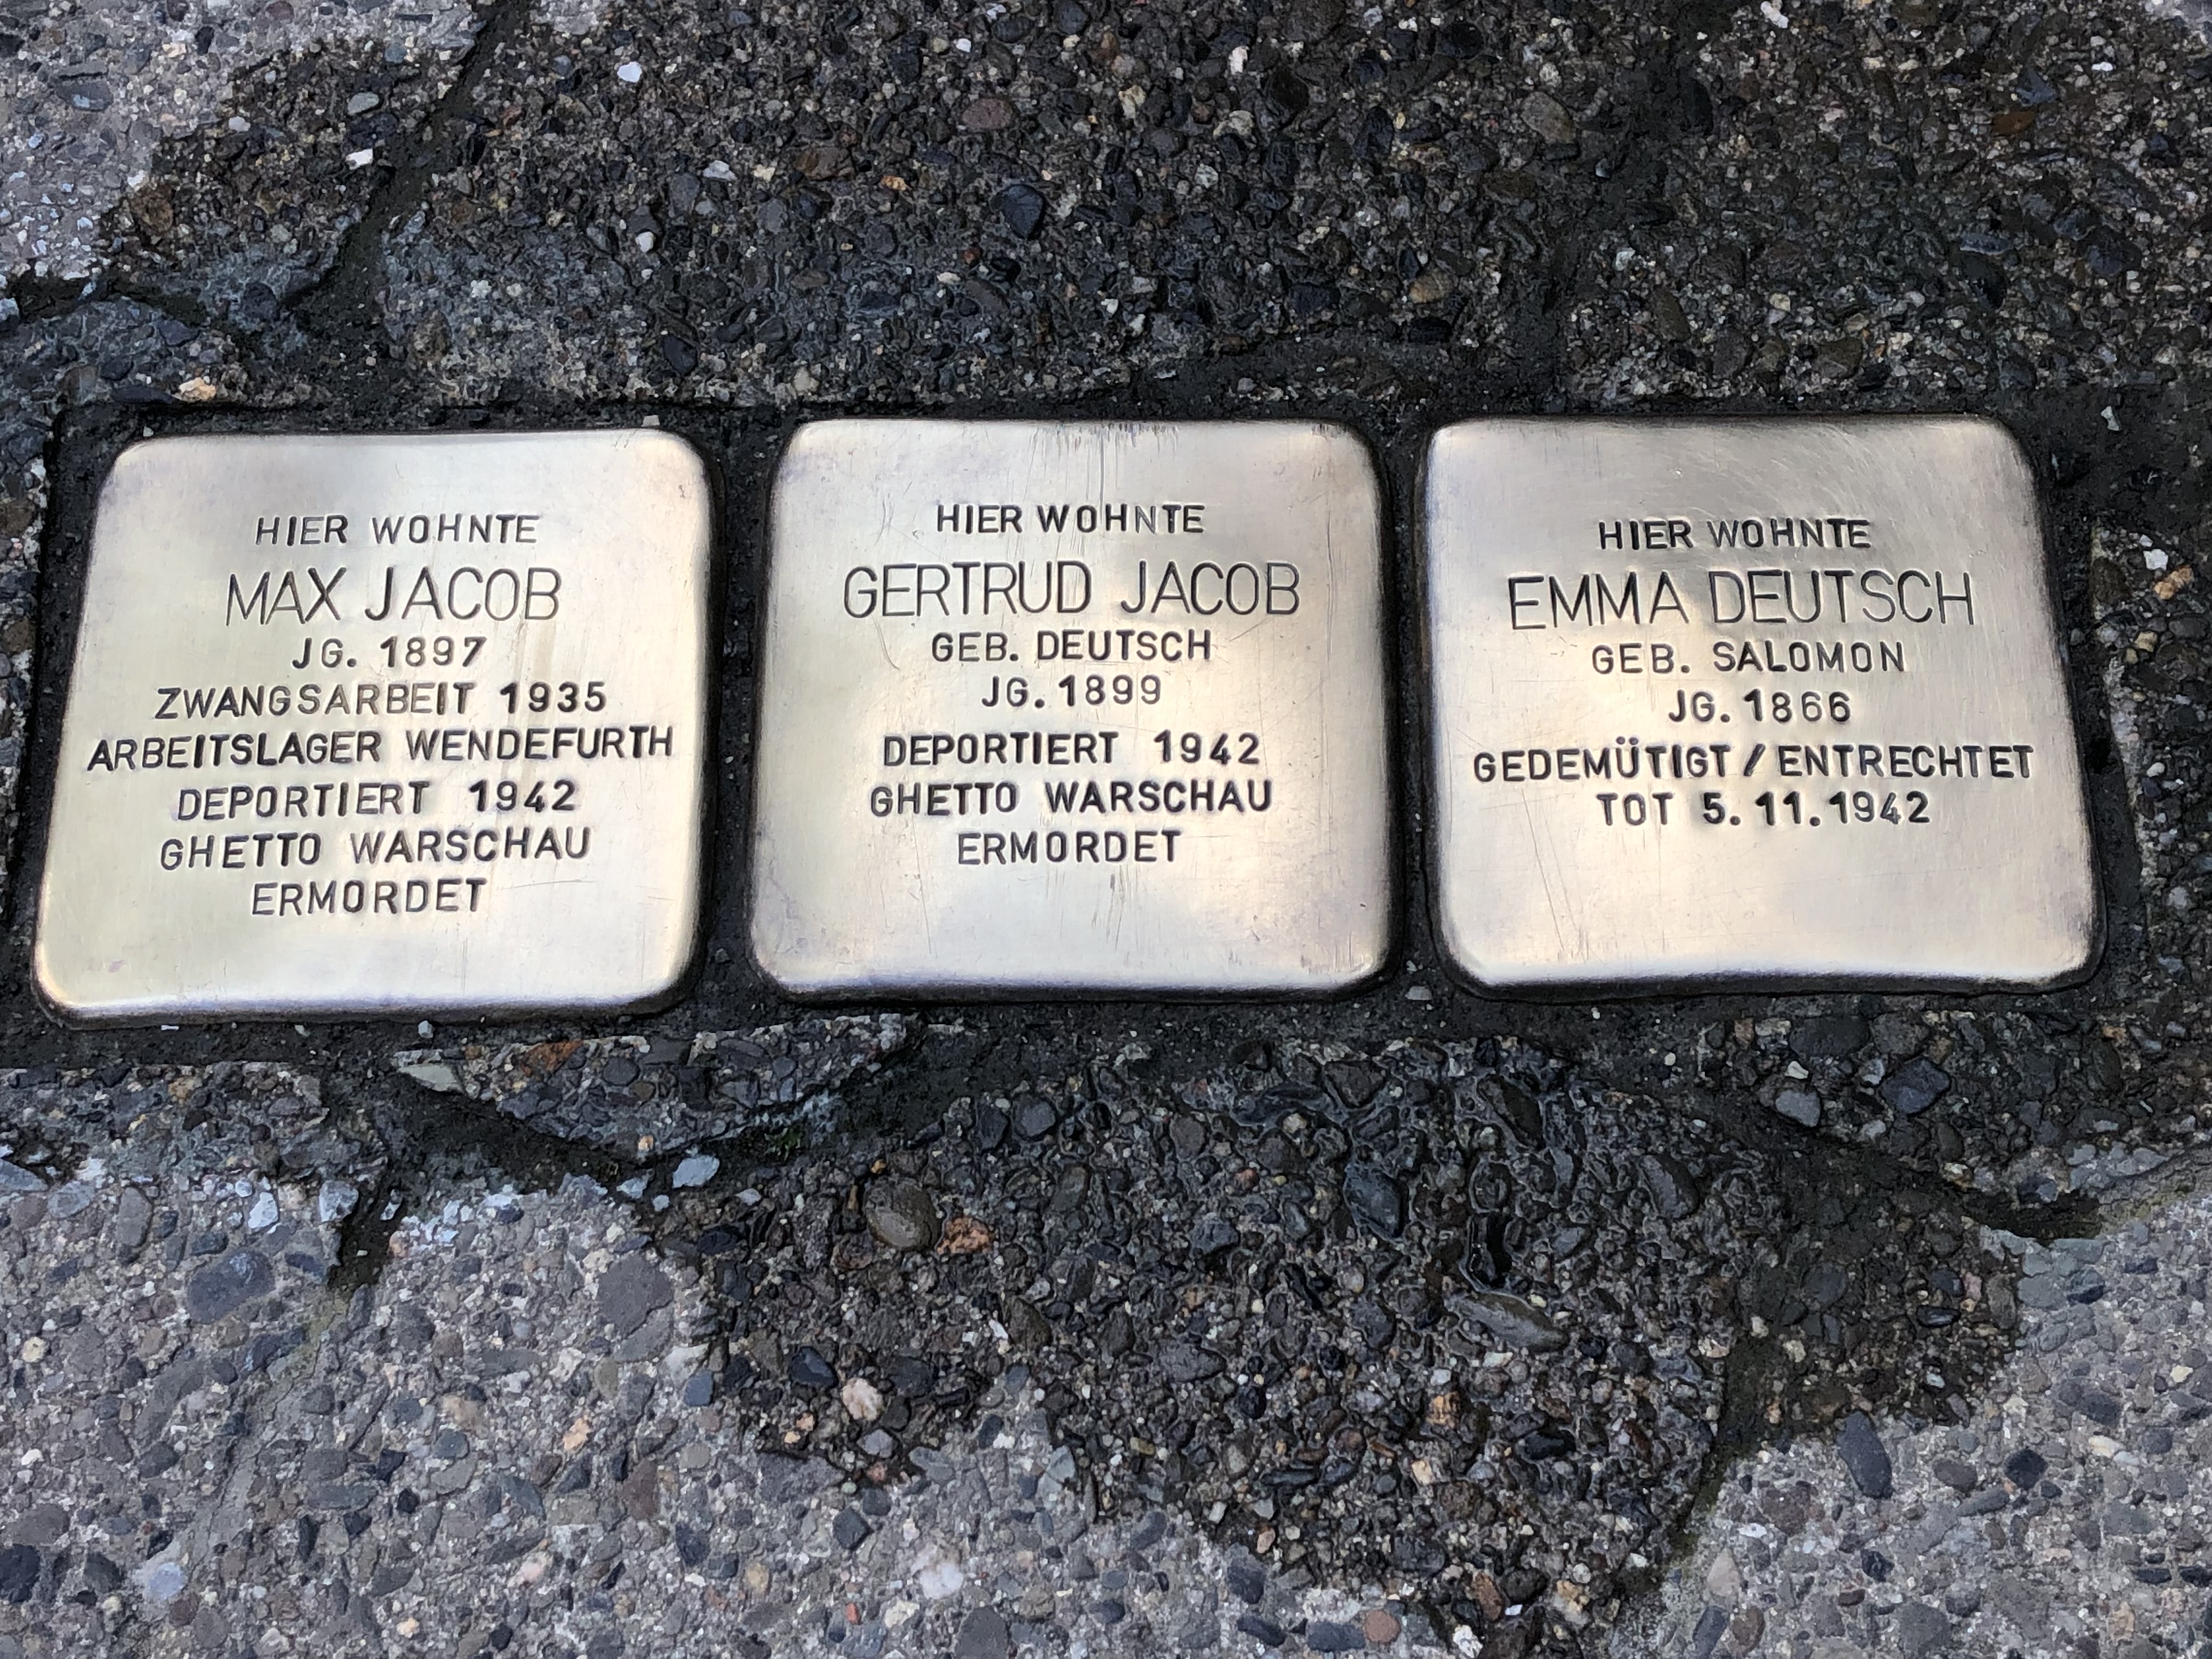 HIER WOHNTE
MAX JACOB
JG. 1897
ZWANGSARBEIT 1935
ARBEITSLAGER WENDEFURTH
DEPORTIERT 1942
GHETTO WARSCHAU
ERMORDET
HIER WOHNTE
GERTRUD JACOB
GEB. DEUTSCH
JG. 1899
DEPORTIERT 1942
GHETTO WARSCHAU
ERMORDET
HIER WOHNTE
EMMA DEUTSCH
GEB. SALOMON
JG. 1866
GEDEMÜTIGT / ENTRECHTET
TOT 5. 11. 1942